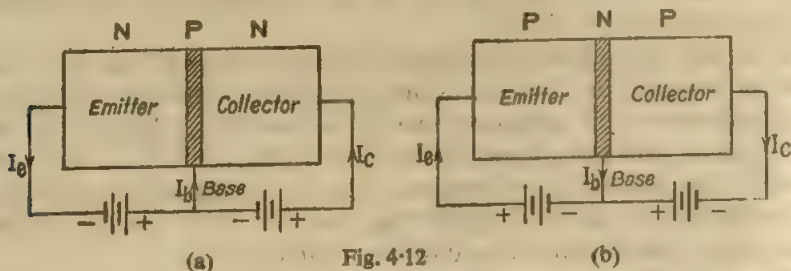 N P N
Emitter Collector
Ie Ib Base Ic
- + - +
(a)
P N P
Emitter Collector
Ie Ib Base Ic
+ - + -
(b)
Fig. 4·12